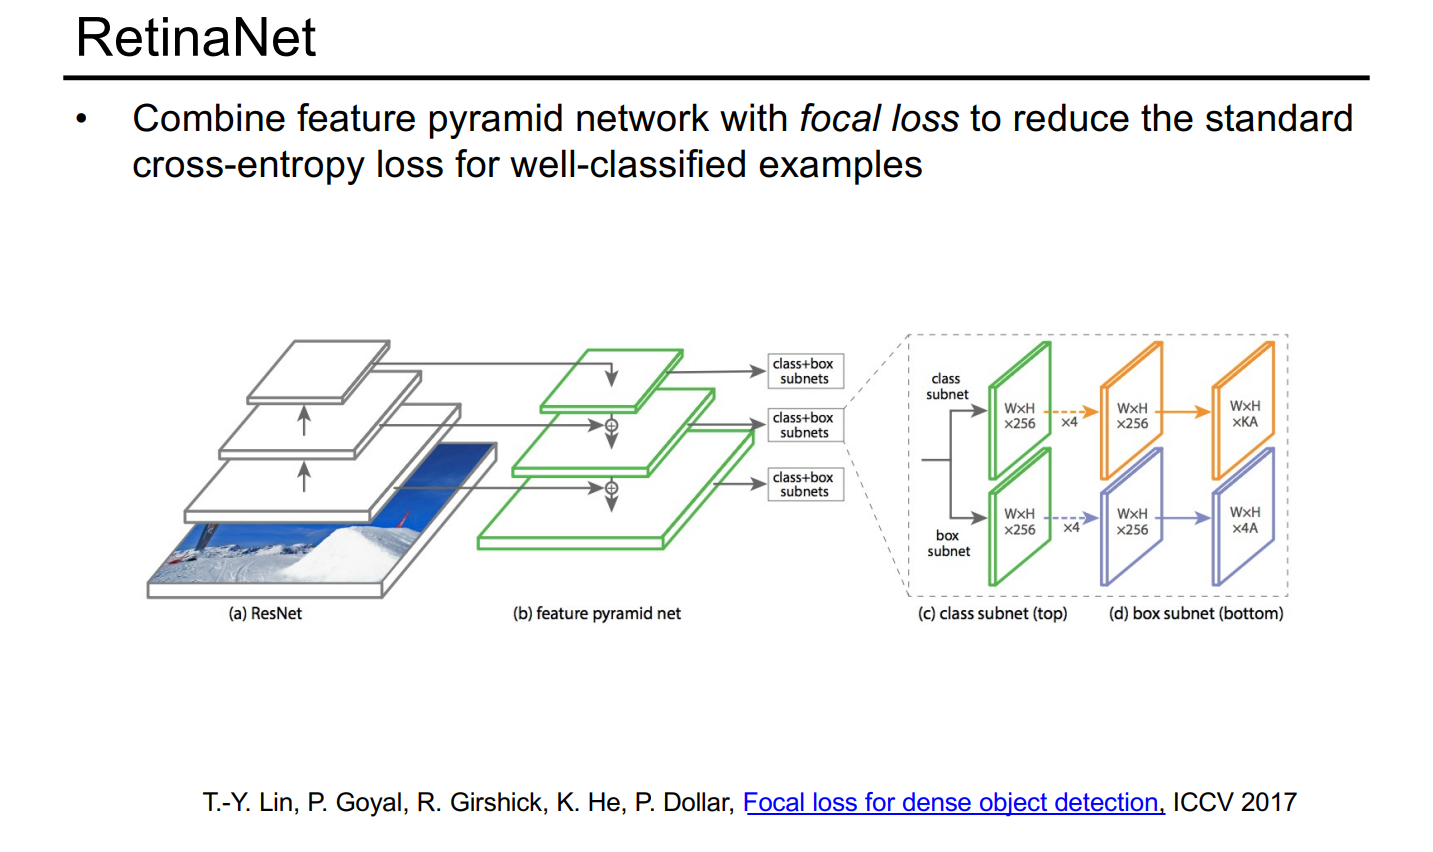 RetinaNet
• Combine feature pyramid network with focal loss to reduce the standard
cross-entropy loss for well-classified examples
class+box
subnets
class+box
subnets
class+box
subnets
class
subnet
W×H
×256
×4
W×H
×256
W×H
×KA
box
subnet
W×H
×256
×4
W×H
×256
W×H
×4A
(a) ResNet
(b) feature pyramid net
(c) class subnet (top)
(d) box subnet (bottom)
T.-Y. Lin, P. Goyal, R. Girshick, K. He, P. Dollar, Focal loss for dense object detection, ICCV 2017